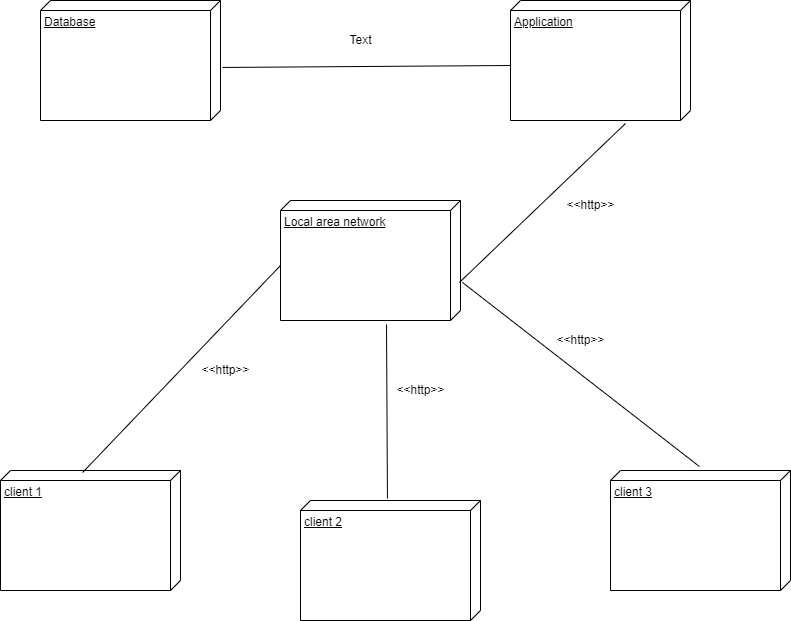 Database
Text
Application
<<http>>
Local area network
<<http>>
<<http>>
<<http>>
client 1
client 2
client 3